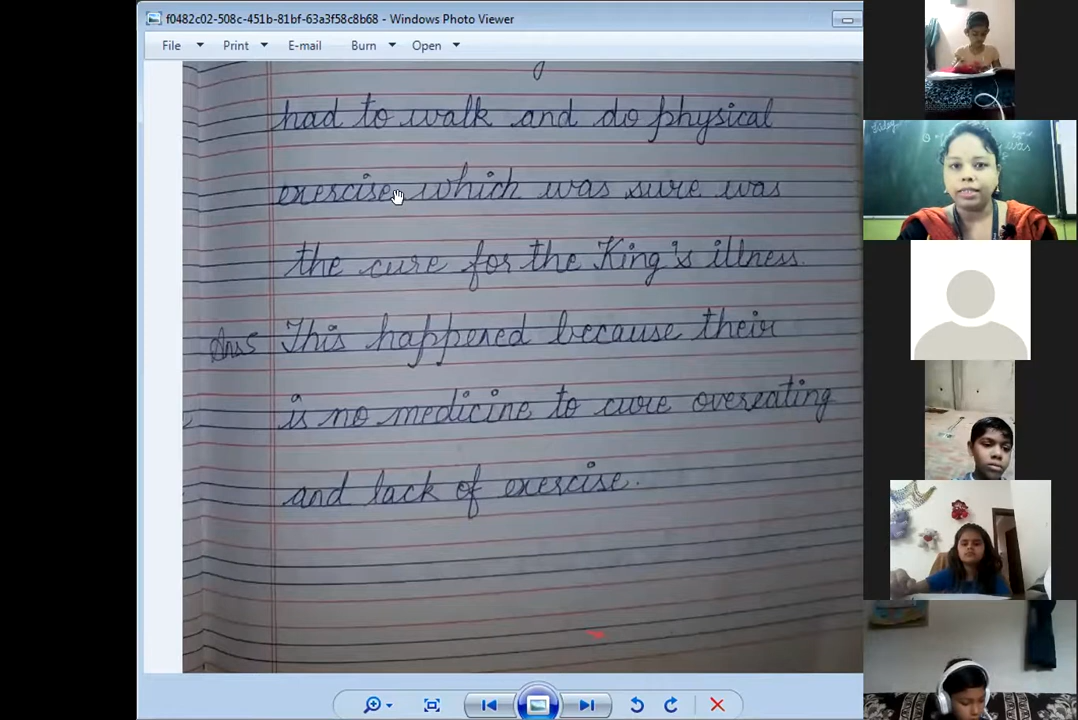 f0482c02-508c-451b-81bf-63a3f58c8b68 - Windows Photo Viewer
File Print E-mail Burn Open
had to walk and do physical
exercise which was sure was
the cure for the King's illness.
Ans5 This happened because their
is no medicine to cure overeating
and lack of exercise.